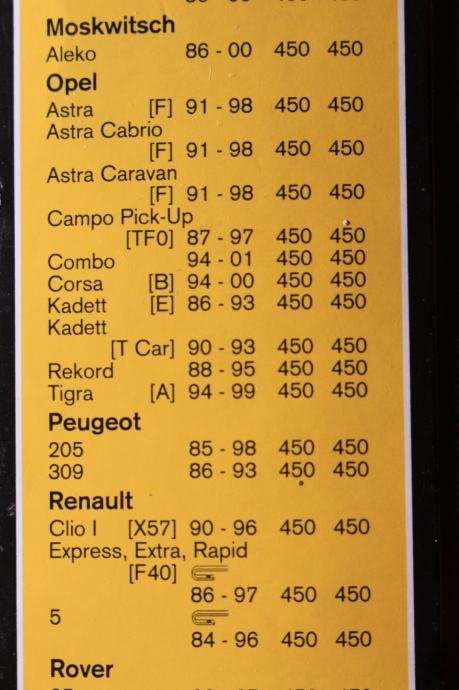 Moskwitsch
Aleko 86 - 00 450 450
Opel
Astra [F] 91 - 98 450 450
Astra Cabrio
[F] 91 - 98 450 450
Astra Caravan
[F] 91 - 98 450 450
Campo Pick-Up
[TF0] 87 - 97 450 450
Combo 94 - 01 450 450
Corsa [B] 94 - 00 450 450
Kadett [E] 86 - 93 450 450
Kadett
[T Car] 90 - 93 450 450
Rekord 88 - 95 450 450
Tigra [A] 94 - 99 450 450
Peugeot
205 85 - 98 450 450
309 86 - 93 450 450
Renault
Clio I [X57] 90 - 96 450 450
Express, Extra, Rapid
[F40]
86 - 97 450 450
5
84 - 96 450 450
Rover